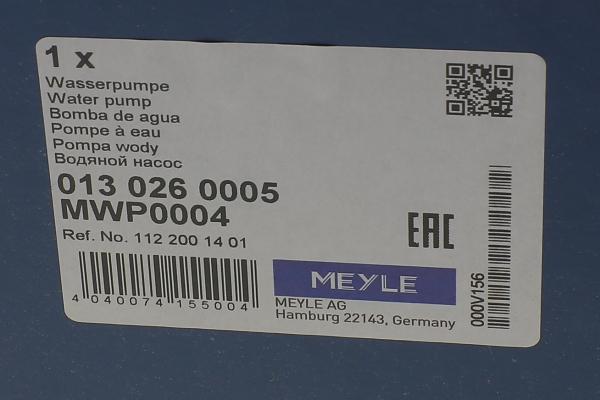 1 x
Wasserpumpe
Water pump
Bomba de agua
Pompe à eau
Pompa wody
Водяной насос
013 026 0005
MWP0004
Ref. No. 112 200 14 01
EAC
4 040074 155004
MEYLE
MEYLE AG
Hamburg 22143, Germany
000V156